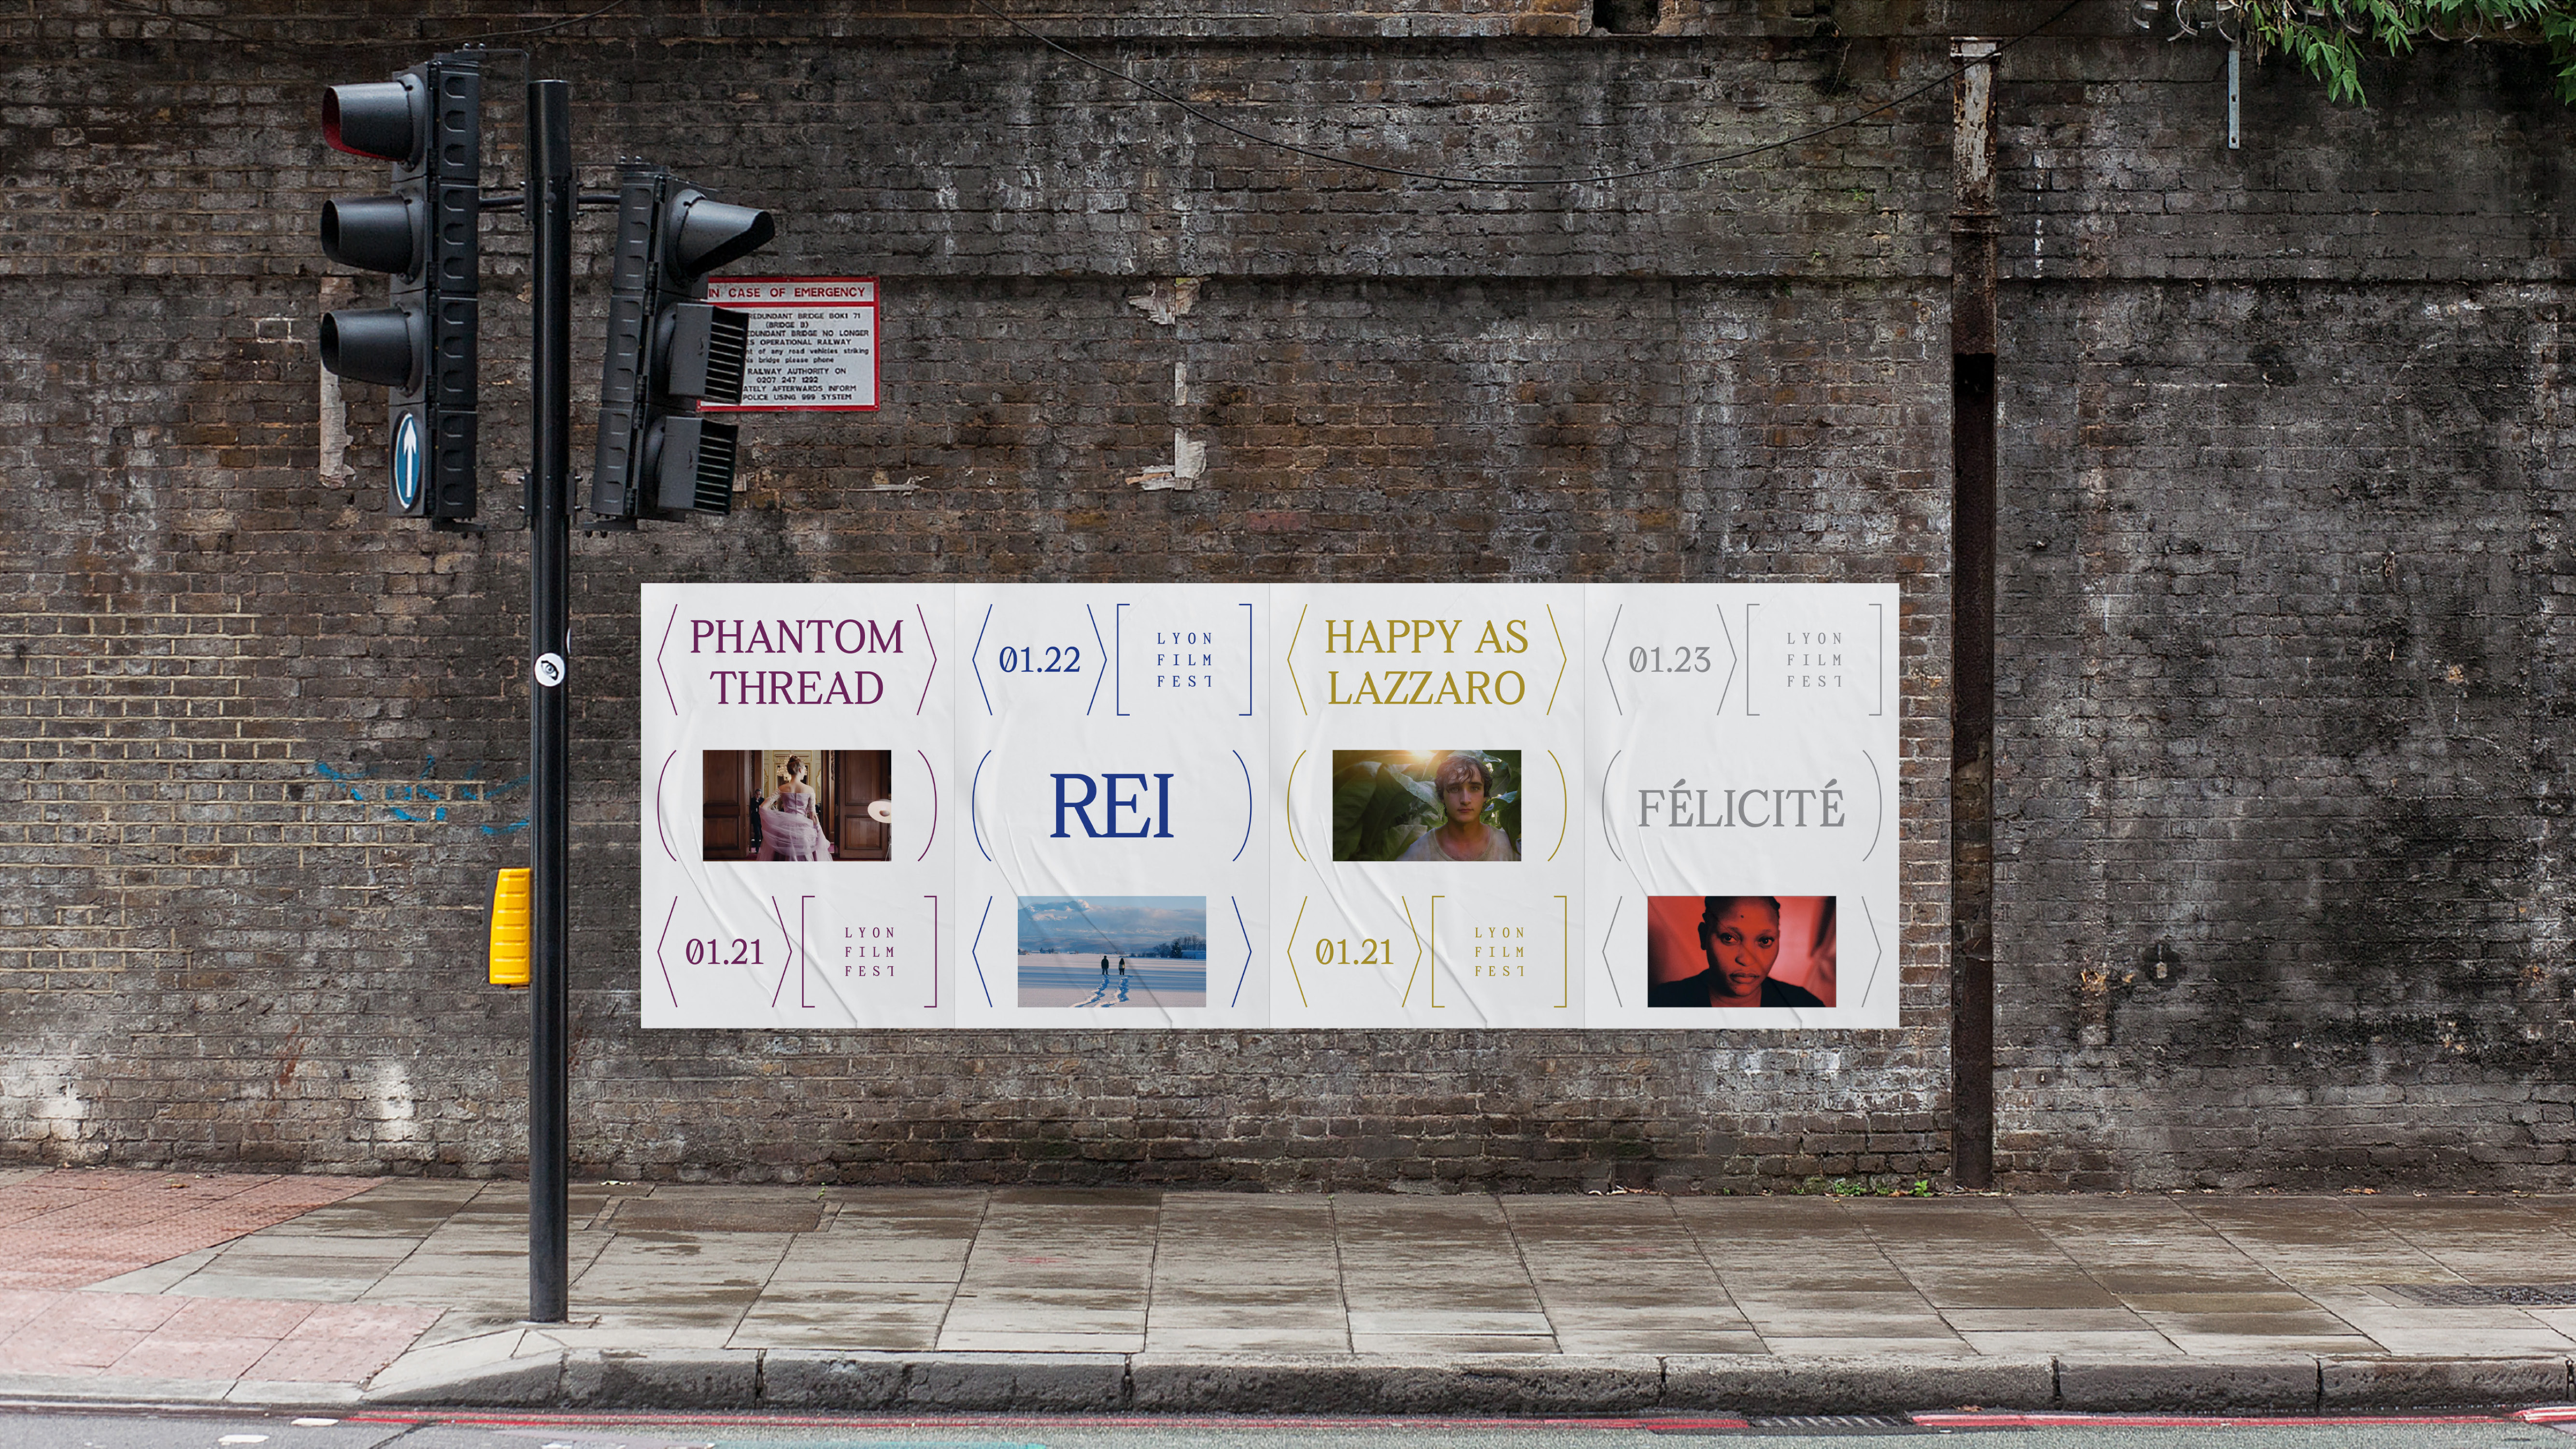 IN CASE OF EMERGENCY
REDUNDANT BRIDGE BOK1 71
(BRIDGE B)
BRIDGE NO LONGER
OPERATIONAL RAILWAY
of any road vehicles striking
bridge please phone
RAILWAY AUTHORITY ON
0207 247 1292
AFTERWARDS INFORM
POLICE USING 999 SYSTEM
PHANTOM
THREAD
01.21
LYON
FILM
FEST
01.22
LYON
FILM
FEST
REI
HAPPY AS
LAZZARO
01.21
LYON
FILM
FEST
01.23
LYON
FILM
FEST
FÉLICITÉ